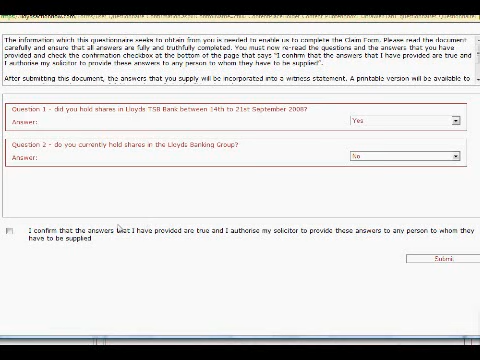 The information which this questionnaire seeks to obtain from you is needed to enable us to complete the Claim Form. Please read the document
carefully and ensure that all answers are fully and truthfully completed. You must now re-read the questions and the answers that you have
provided and check the confirmation checkbox at the bottom of the page that says "I confirm that the answers that I have provided are true and
I authorise my solicitor to provide these answers to any person to whom they have to be supplied".
After submitting this document, the answers that you supply will be incorporated into a witness statement. A printable version will be available to
Question 1 - did you hold shares in Lloyds TSB Bank between 14th to 21st September 2008?
Answer:
Yes
Question 2 - do you currently hold shares in the Lloyds Banking Group?
Answer:
No
I confirm that the answers that I have provided are true and I authorise my solicitor to provide these answers to any person to whom they
have to be supplied
Submit